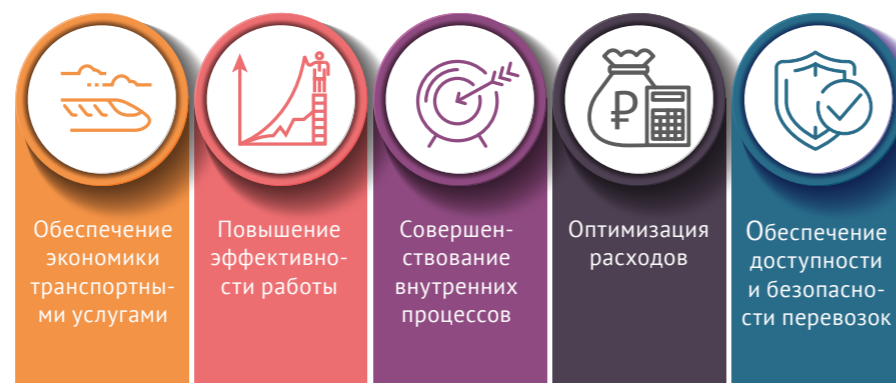 Обеспечение
экономики
транспортны-
ми услугами
Повышение
эффективно-
сти работы
Совершен-
ствование
внутренних
процессов
₽
Оптимизация
расходов
Обеспечение
доступности
и безопасно-
сти перевозок